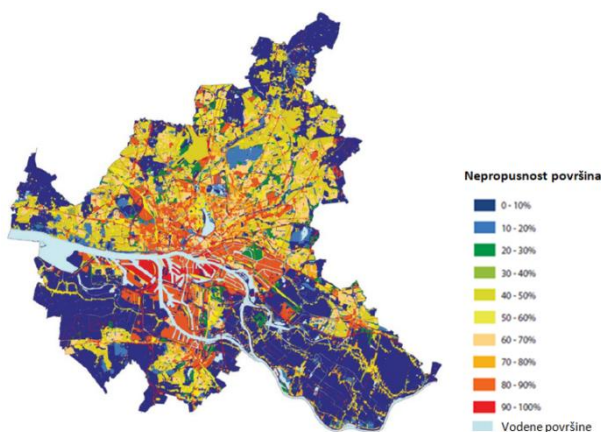 Nepropusnost površina
0 - 10%
10 - 20%
20 - 30%
30 - 40%
40 - 50%
50 - 60%
60 - 70%
70 - 80%
80 - 90%
90 - 100%
Vodene površine